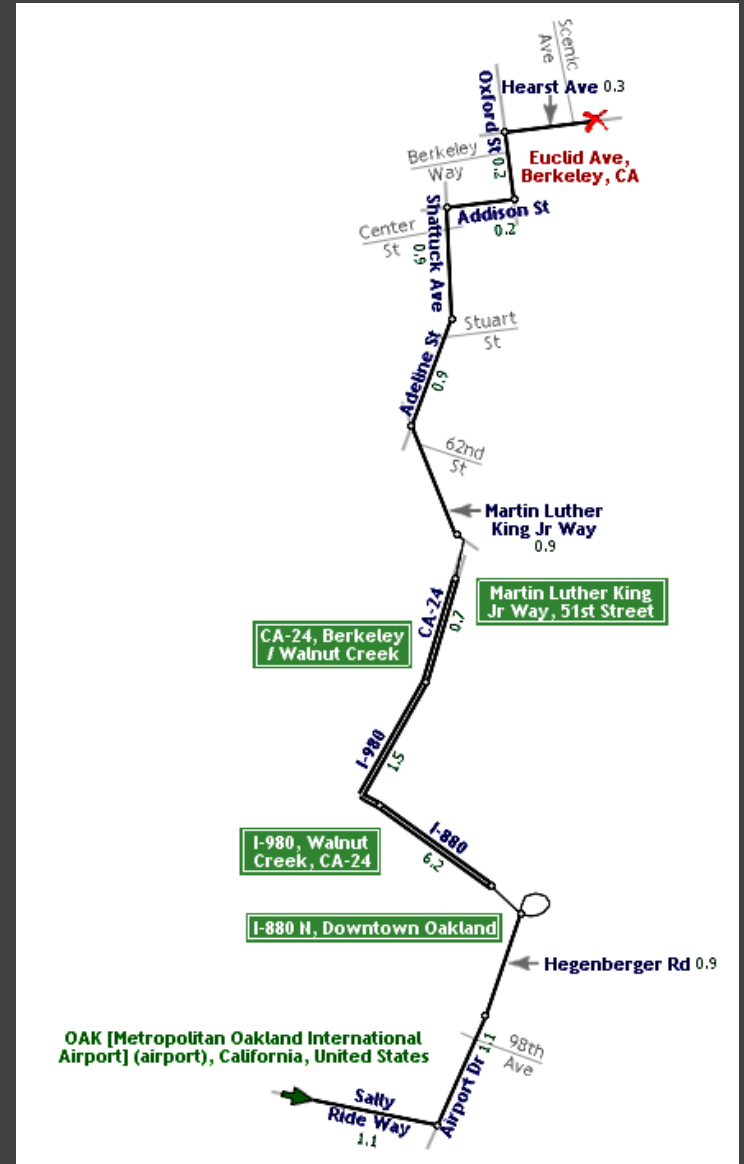 Scenic
Ave
Hearst Ave 0.3
Oxford St
0.2
Euclid Ave,
Berkeley, CA
Berkeley
Way
Addison St
0.2
Center
St
Shattuck Ave
0.9
Stuart
St
Adeline St
0.9
62nd
St
Martin Luther
King Jr Way
0.9
Martin Luther King
Jr Way, 51st Street
CA-24
0.7
CA-24, Berkeley
/ Walnut Creek
I-980
1.5
I-980, Walnut
Creek, CA-24
I-880
6.2
I-880 N, Downtown Oakland
Hegenberger Rd 0.9
98th
Ave
Airport Dr 1.1
OAK [Metropolitan Oakland International
Airport] (airport), California, United States
Sally
Ride Way
1.1